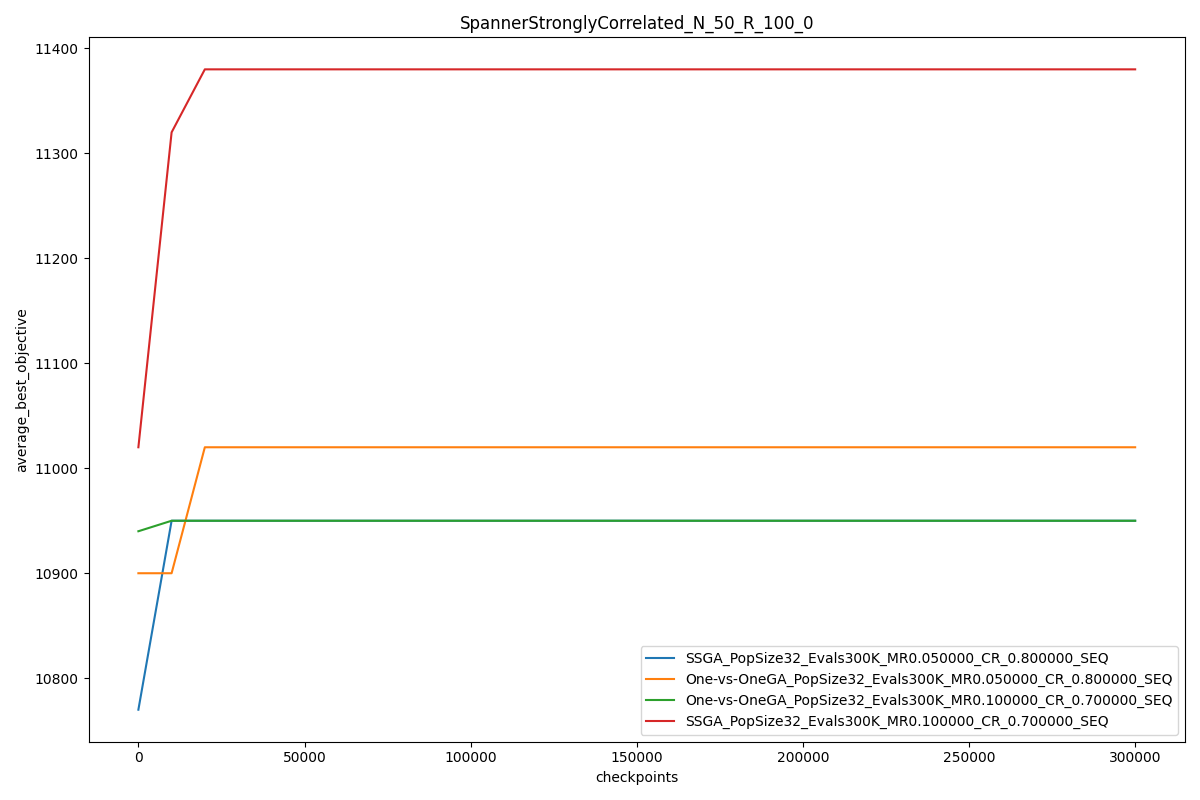 SpannerStronglyCorrelated_N_50_R_100_0
11400
11300
11200
11100
11000
10900
10800
average_best_objective
0
50000
100000
150000
200000
250000
300000
checkpoints
SSGA_PopSize32_Evals300K_MR0.050000_CR_0.800000_SEQ
One-vs-OneGA_PopSize32_Evals300K_MR0.050000_CR_0.800000_SEQ
One-vs-OneGA_PopSize32_Evals300K_MR0.100000_CR_0.700000_SEQ
SSGA_PopSize32_Evals300K_MR0.100000_CR_0.700000_SEQ